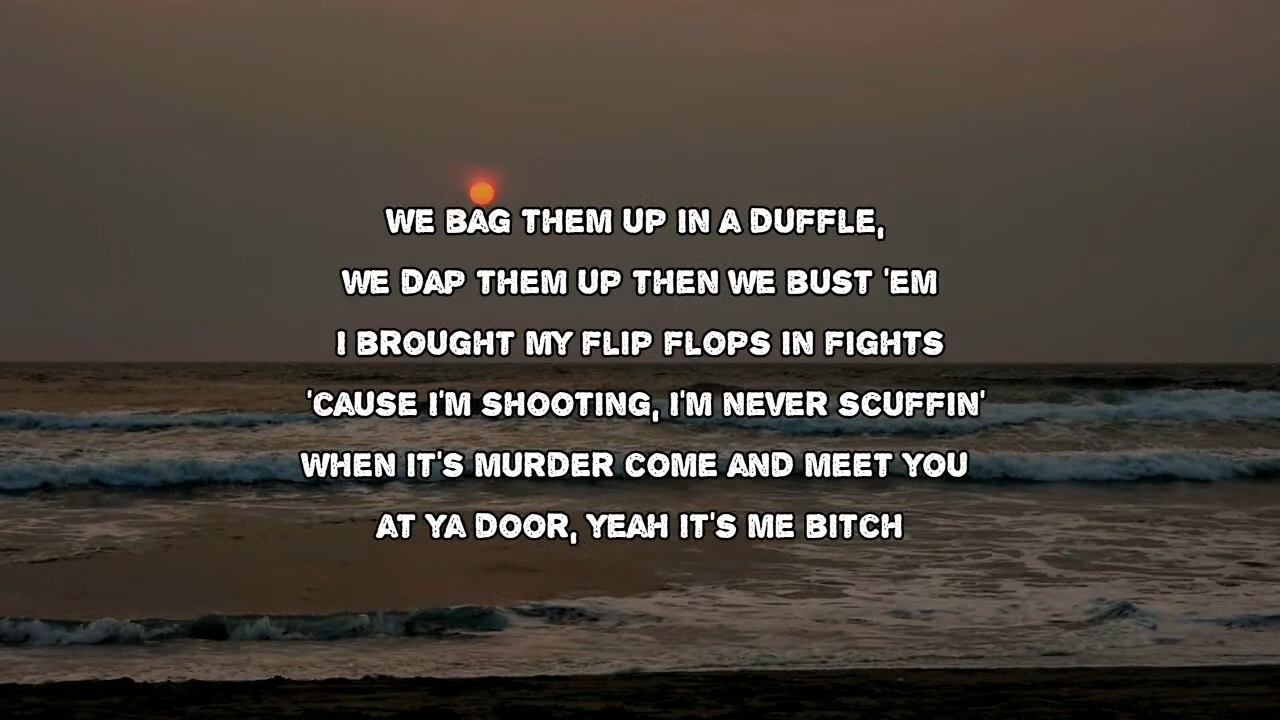 WE BAG THEM UP IN A DUFFLE,
WE DAP THEM UP THEN WE BUST 'EM
I BROUGHT MY FLIP FLOPS IN FIGHTS
'CAUSE I'M SHOOTING, I'M NEVER SCUFFIN'
WHEN IT'S MURDER COME AND MEET YOU
AT YA DOOR, YEAH IT'S ME BITCH